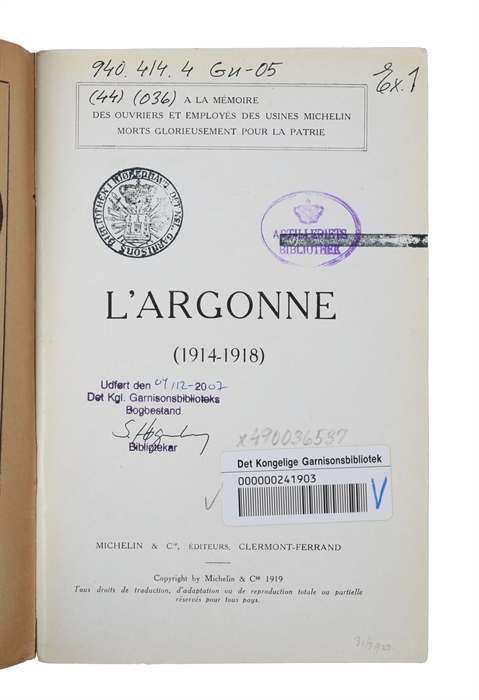 940.414.4 Gu-05
Ex.1
(44) (036) A LA MÉMOIRE
DES OUVRIERS ET EMPLOYÉS DES USINES MICHELIN
MORTS GLORIEUSEMENT POUR LA PATRIE
ARTILLERIETS
BIBLIOTHEK
L'ARGONNE
(1914-1918)
Udført den 04/12-2007
Det Kgl. Garnisonsbiblioteks
Bogbestand
Bibliotekar
x490036537
Det Kongelige Garnisonsbibliotek
000000241903
V
V
MICHELIN & Cie, ÉDITEURS, CLERMONT-FERRAND
Copyright by Michelin & Cie 1919
Tous droits de traduction, d'adaptation ou de reproduction totale ou partielle
réservés pour tous pays.